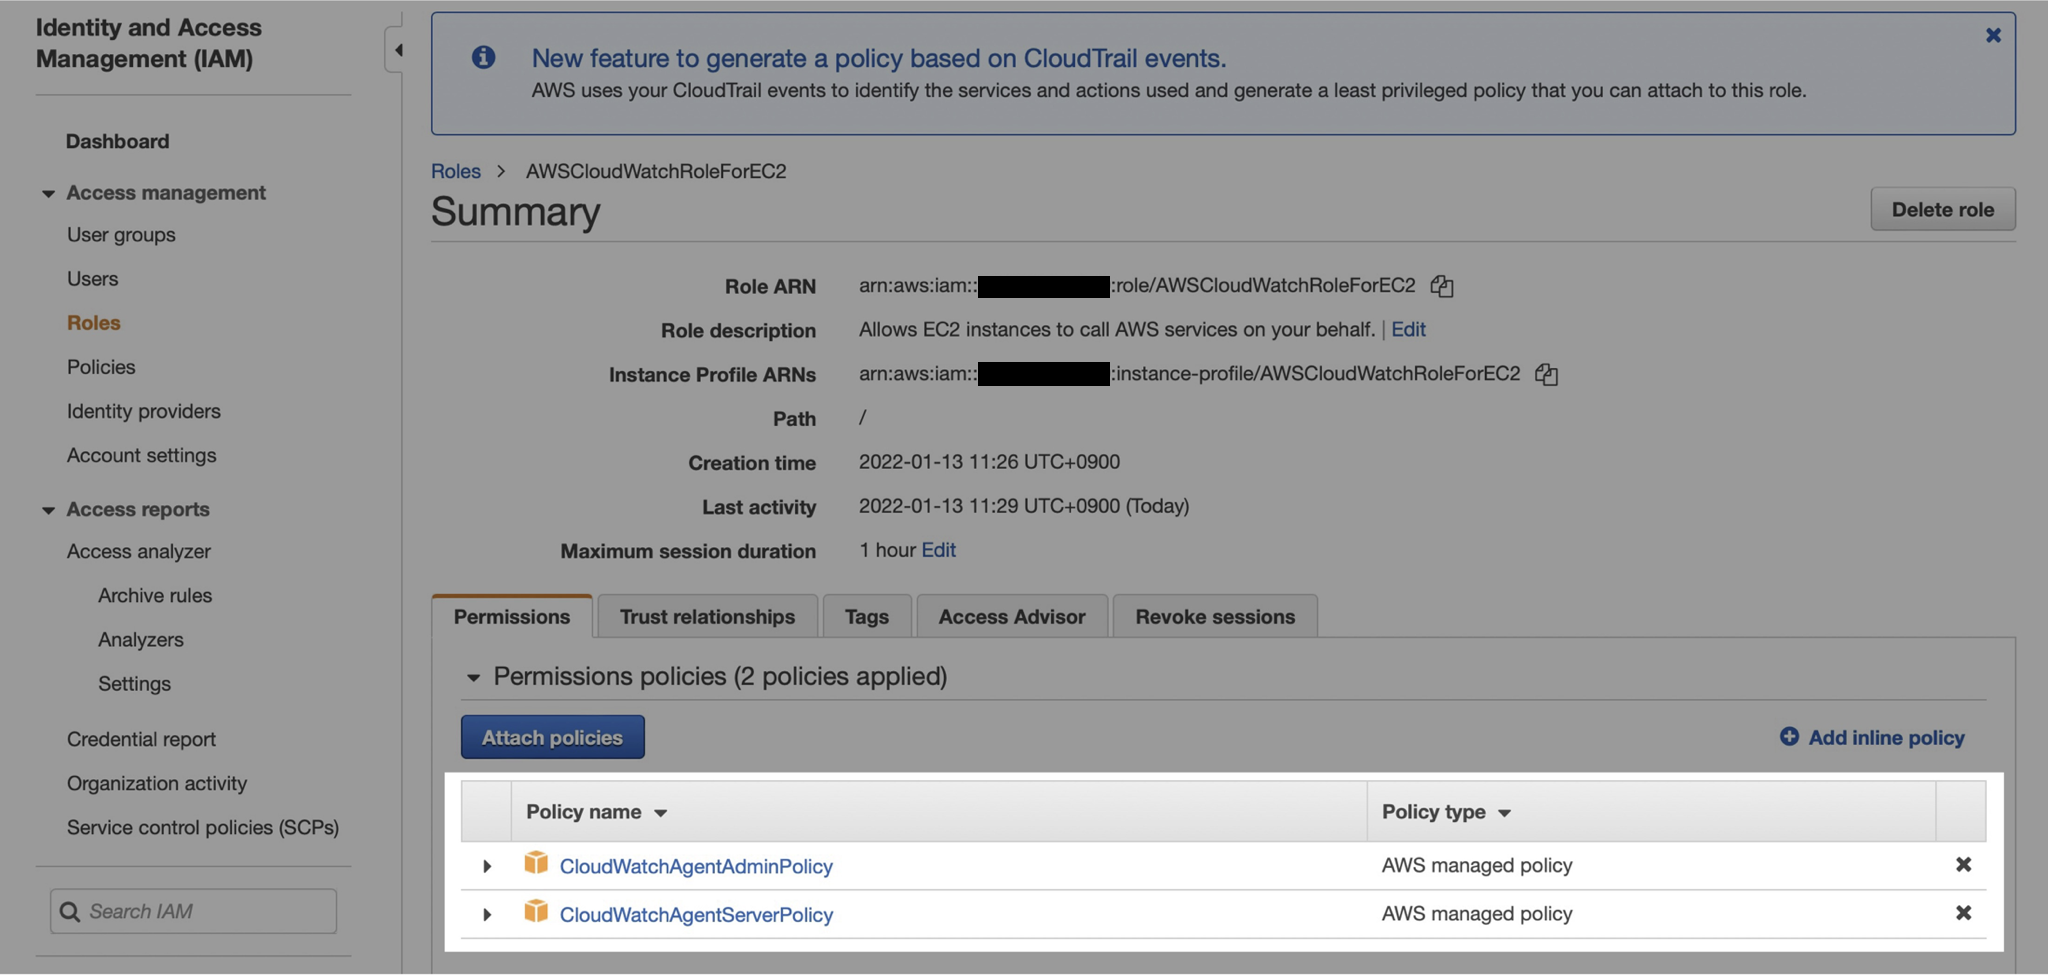 Identity and Access
Management (IAM)
Dashboard
Access management
User groups
Users
Roles
Policies
Identity providers
Account settings
Access reports
Access analyzer
Archive rules
Analyzers
Settings
Credential report
Organization activity
Service control policies (SCPs)
Search IAM
New feature to generate a policy based on CloudTrail events.
AWS uses your CloudTrail events to identify the services and actions used and generate a least privileged policy that you can attach to this role.
Roles > AWSCloudWatchRoleForEC2
Summary
Delete role
Role ARN arn:aws:iam:: :role/AWSCloudWatchRoleForEC2
Role description Allows EC2 instances to call AWS services on your behalf. | Edit
Instance Profile ARNs arn:aws:iam:: :instance-profile/AWSCloudWatchRoleForEC2
Path /
Creation time 2022-01-13 11:26 UTC+0900
Last activity 2022-01-13 11:29 UTC+0900 (Today)
Maximum session duration 1 hour Edit
Permissions Trust relationships Tags Access Advisor Revoke sessions
Permissions policies (2 policies applied)
Attach policies Add inline policy
Policy name Policy type
CloudWatchAgentAdminPolicy AWS managed policy
CloudWatchAgentServerPolicy AWS managed policy